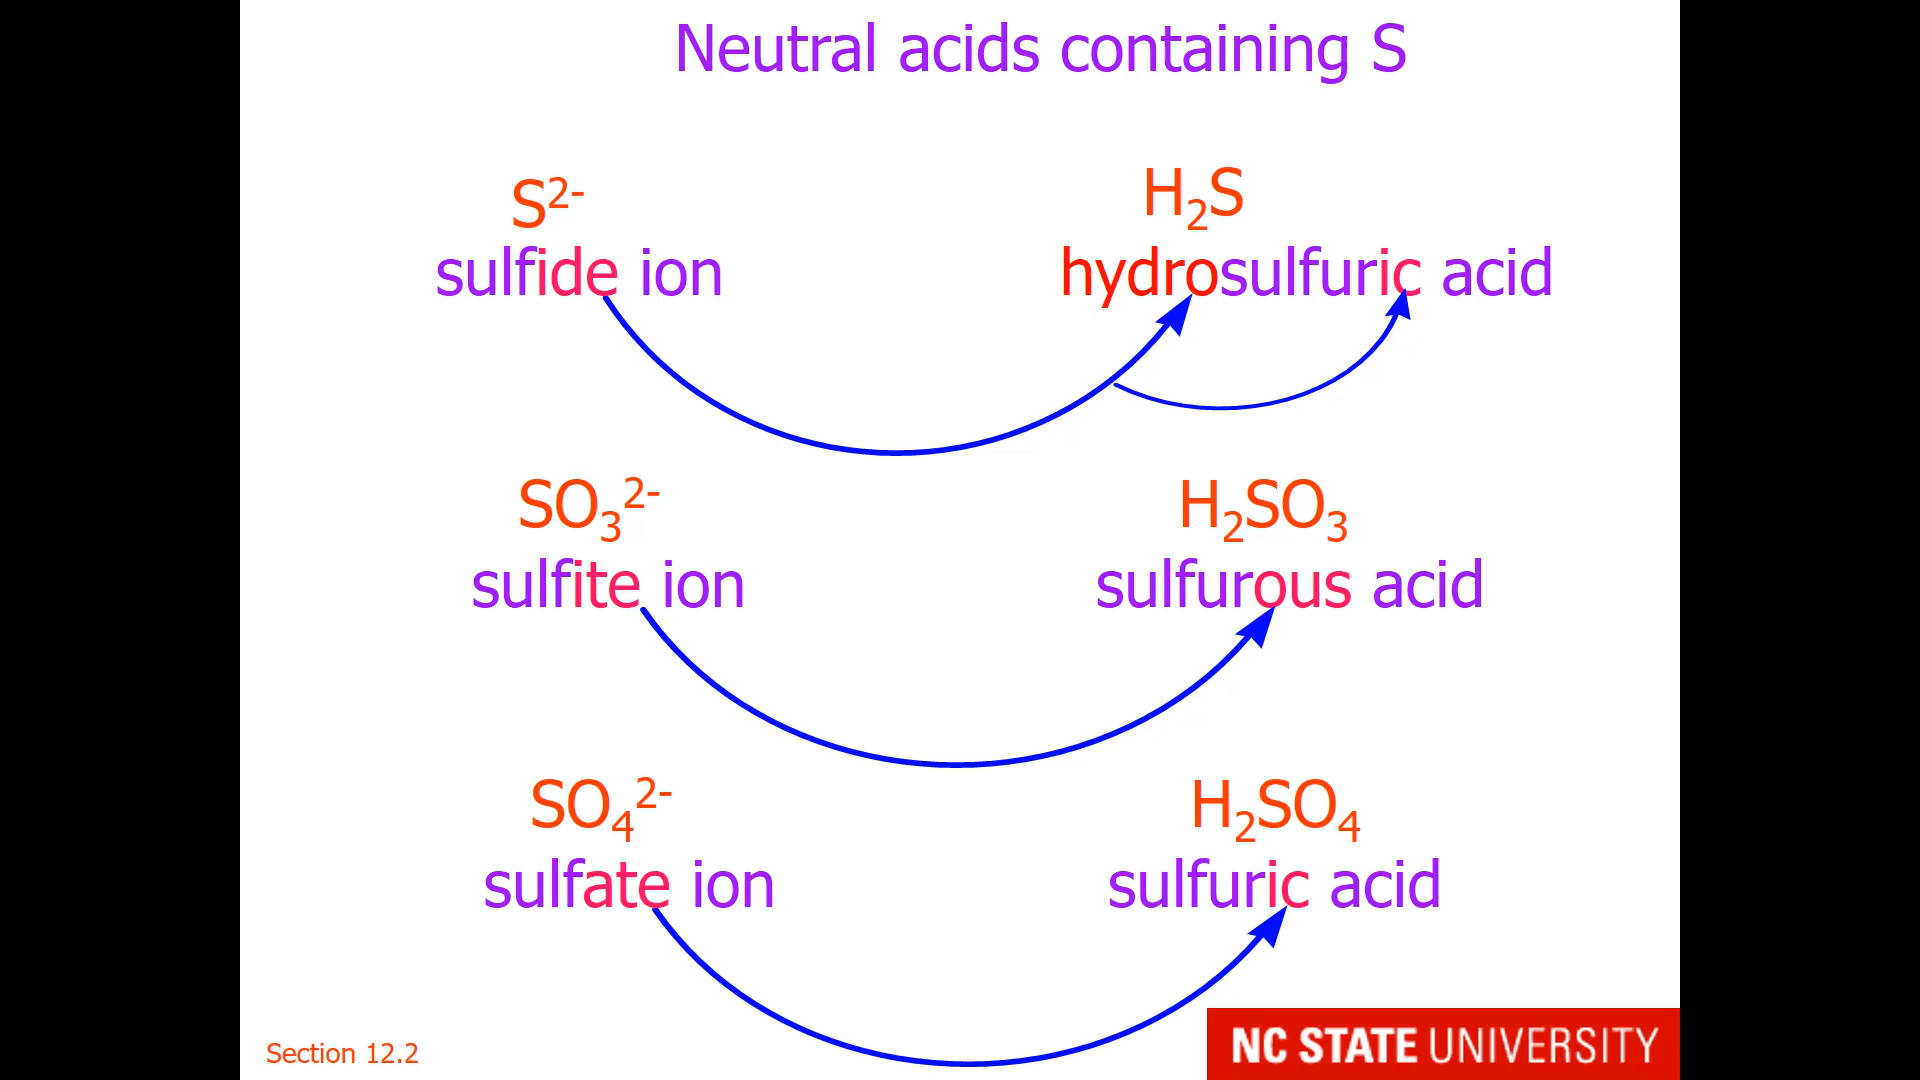 Neutral acids containing S
S²⁻ H₂S
sulfide ion hydrosulfuric acid
SO₃²⁻ H₂SO₃
sulfite ion sulfurous acid
SO₄²⁻ H₂SO₄
sulfate ion sulfuric acid
Section 12.2 NC STATE UNIVERSITY